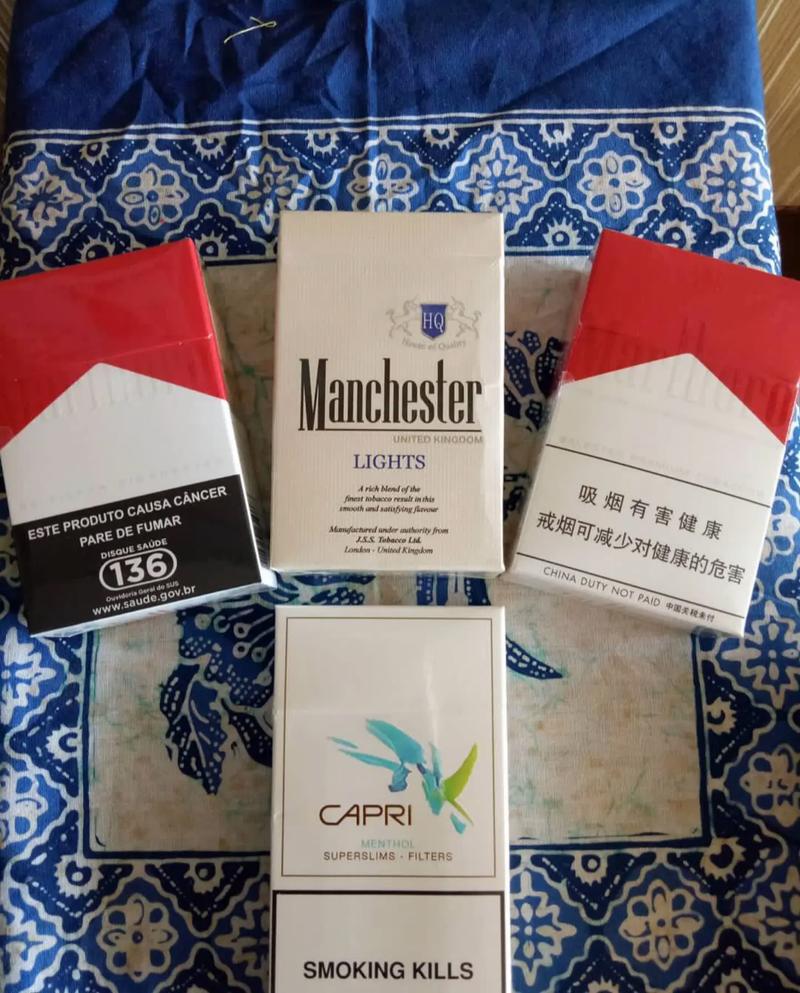 ESTE PRODUTO CAUSA CÂNCER
PARE DE FUMAR
DISQUE SAÚDE
136
Ouvidoria Geral do SUS
www.saude.gov.br
HQ
House of Quality
Manchester
UNITED KINGDOM
LIGHTS
A rich blend of the
finest tobacco result in this
smooth and satisfying flavour
Manufactured under authority from
J.S.S. Tobacco Ltd.
London - United Kingdom
Marlboro
吸烟有害健康
戒烟可减少对健康的危害
CHINA DUTY NOT PAID 中国关税未付
CAPRI
MENTHOL
SUPERSLIMS - FILTERS
SMOKING KILLS